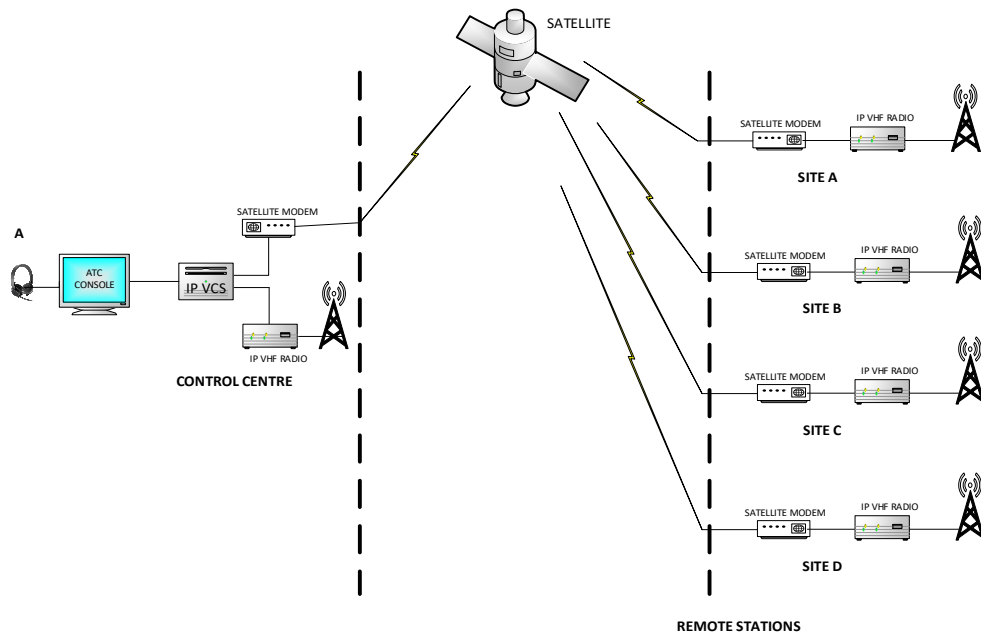 SATELLITE
SATELLITE MODEM
IP VHF RADIO
SITE A
SATELLITE MODEM
A
ATC
CONSOLE
IP VCS
IP VHF RADIO
CONTROL CENTRE
SATELLITE MODEM
IP VHF RADIO
SITE B
SATELLITE MODEM
IP VHF RADIO
SITE C
SATELLITE MODEM
IP VHF RADIO
SITE D
REMOTE STATIONS